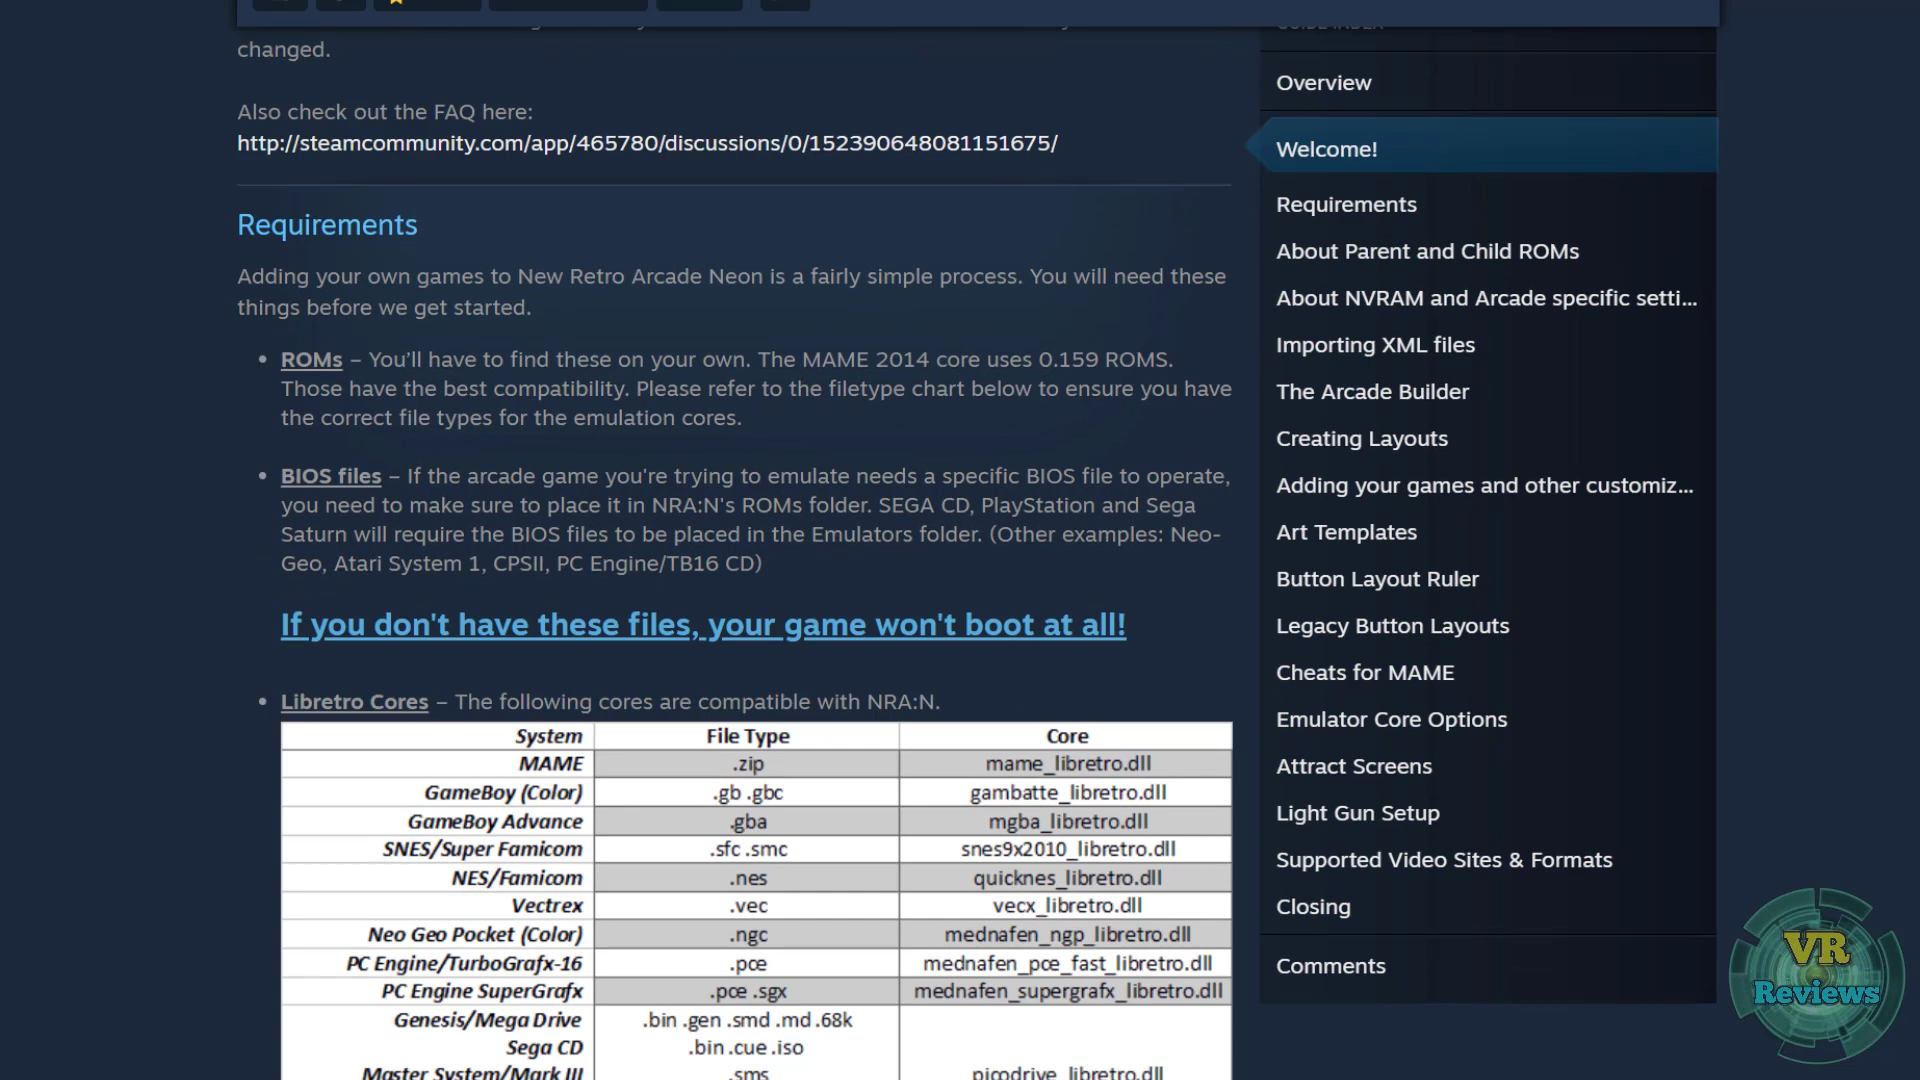 changed.
Also check out the FAQ here:
http://steamcommunity.com/app/465780/discussions/0/1523906480811516​75/
Requirements
Adding your own games to New Retro Arcade Neon is a fairly simple process. You will need these
things before we get started.
• ROMs – You'll have to find these on your own. The MAME 2014 core uses 0.159 ROMS.
Those have the best compatibility. Please refer to the filetype chart below to ensure you have
the correct file types for the emulation cores.
• BIOS files – If the arcade game you're trying to emulate needs a specific BIOS file to operate,
you need to make sure to place it in NRA:N's ROMs folder. SEGA CD, PlayStation and Sega
Saturn will require the BIOS files to be placed in the Emulators folder. (Other examples: Neo-
Geo, Atari System 1, CPSII, PC Engine/TB16 CD)
If you don't have these files, your game won't boot at all!
• Libretro Cores – The following cores are compatible with NRA:N.
System File Type Core
MAME .zip mame_libretro.dll
GameBoy (Color) .gb .gbc gambatte_libretro.dll
GameBoy Advance .gba mgba_libretro.dll
SNES/Super Famicom .sfc .smc snes9x2010_libretro.dll
NES/Famicom .nes quicknes_libretro.dll
Vectrex .vec vecx_libretro.dll
Neo Geo Pocket (Color) .ngc mednafen_ngp_libretro.dll
PC Engine/TurboGrafx-16 .pce mednafen_pce_fast_libretro.dll
PC Engine SuperGrafx .pce .sgx mednafen_supergrafx_libretro.dll
Genesis/Mega Drive .bin .gen .smd .md .68k
Sega CD .bin .cue .iso
Master System/Mark III .sms picodrive_libretro.dll
GUIDE INDEX
Overview
Welcome!
Requirements
About Parent and Child ROMs
About NVRAM and Arcade specific setti...
Importing XML files
The Arcade Builder
Creating Layouts
Adding your games and other customiz...
Art Templates
Button Layout Ruler
Legacy Button Layouts
Cheats for MAME
Emulator Core Options
Attract Screens
Light Gun Setup
Supported Video Sites & Formats
Closing
Comments
VR
Reviews